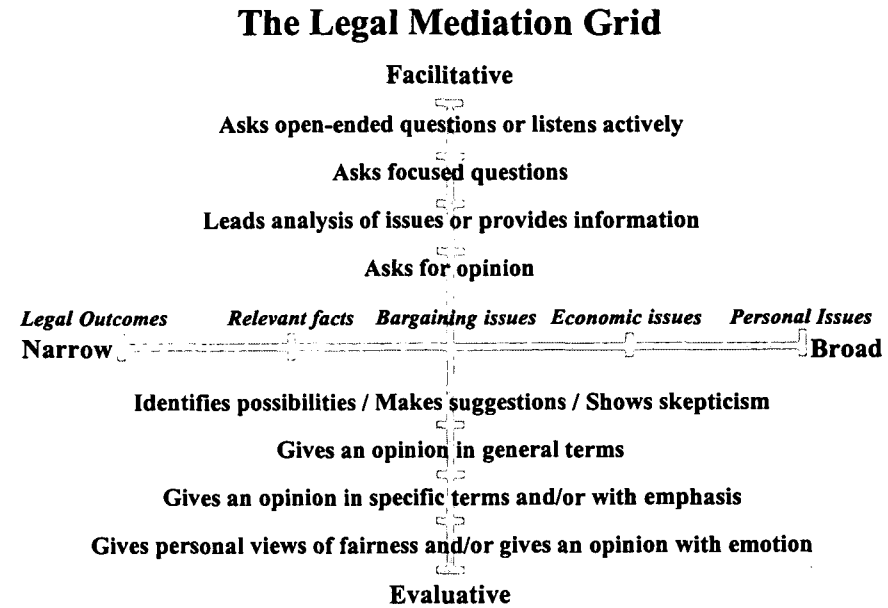 The Legal Mediation Grid
Facilitative
Asks open-ended questions or listens actively
Asks focused questions
Leads analysis of issues or provides information
Asks for opinion
Legal Outcomes Relevant facts Bargaining issues Economic issues Personal Issues
Narrow Broad
Identifies possibilities / Makes suggestions / Shows skepticism
Gives an opinion in general terms
Gives an opinion in specific terms and/or with emphasis
Gives personal views of fairness and/or gives an opinion with emotion
Evaluative